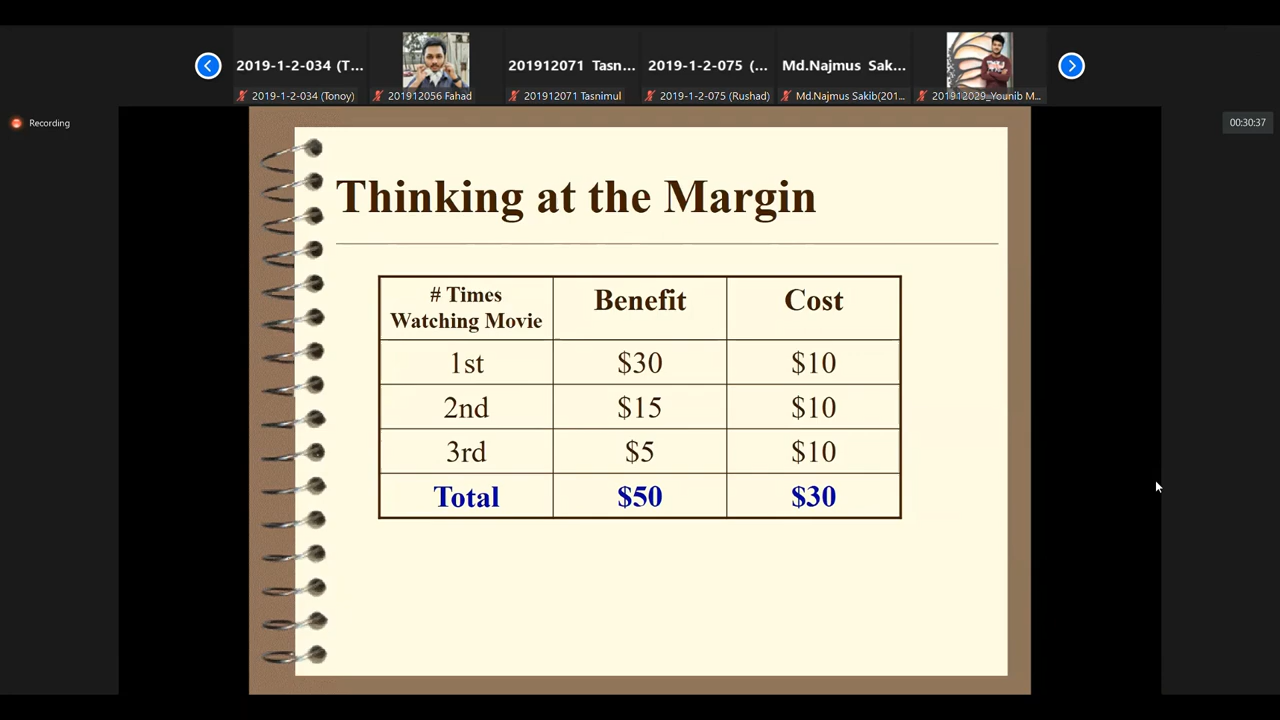 2019-1-2-034 (T...
201912071 Tasn...
2019-1-2-075 (...
Md.Najmus Sak...
2019-1-2-034 (Tonoy)
201912056 Fahad
201912071 Tasnimul
2019-1-2-075 (Rushad)
Md.Najmus Sakib(201...
201912029_Younib M...
Recording
00:30:37
Thinking at the Margin
# Times
Watching Movie
Benefit
Cost
1st $30 $10
2nd $15 $10
3rd $5 $10
Total $50 $30